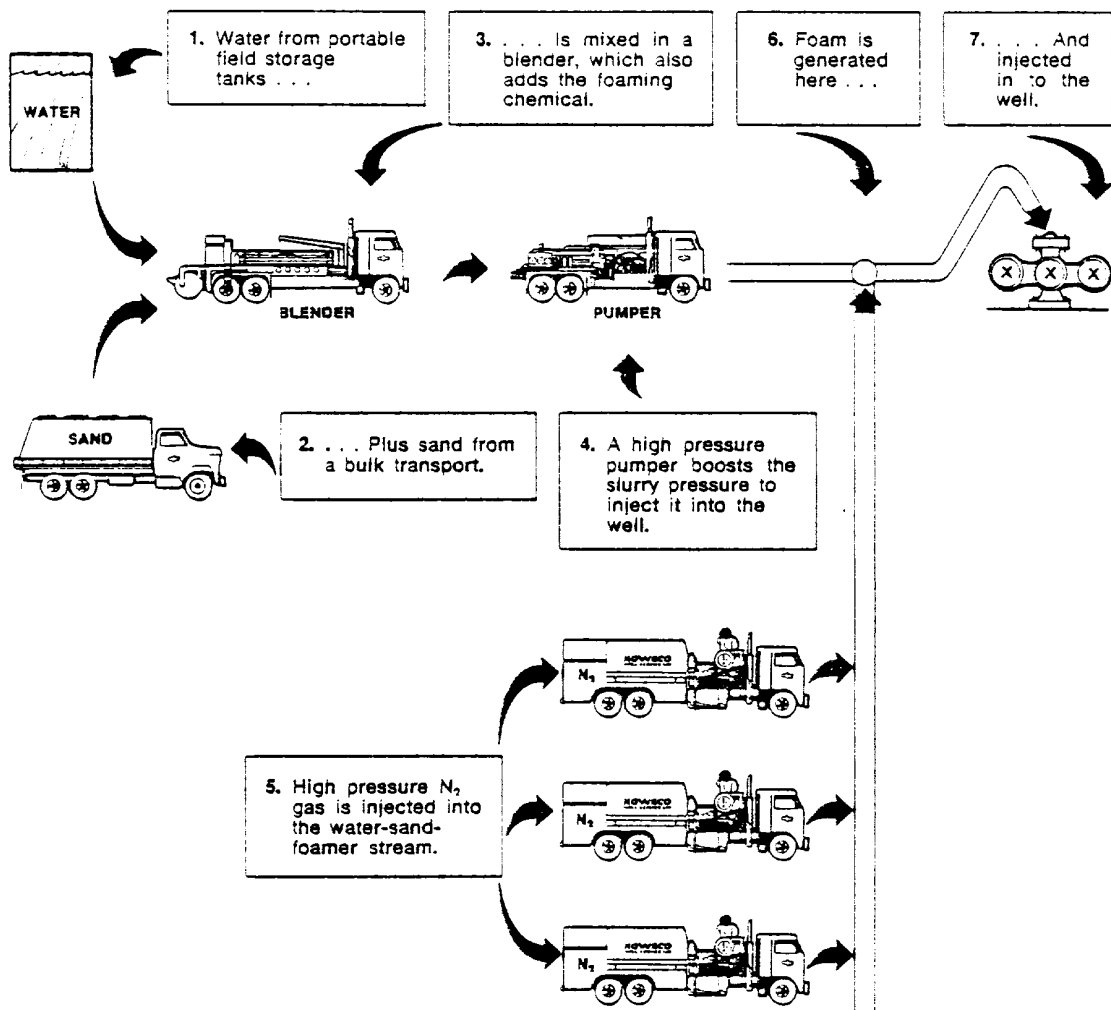 1. Water from portable
field storage
tanks . . .
3. . . . Is mixed in a
blender, which also
adds the foaming
chemical.
6. Foam is
generated
here . . .
7. . . . And
injected
in to the
well.
WATER
BLENDER
PUMPER
SAND
2. . . . Plus sand from
a bulk transport.
4. A high pressure
pumper boosts the
slurry pressure to
inject it into the
well.
5. High pressure N₂
gas is injected into
the water-sand-
foamer stream.
N₂
NOWSCO
N₂
NOWSCO
N₂
NOWSCO
X X X